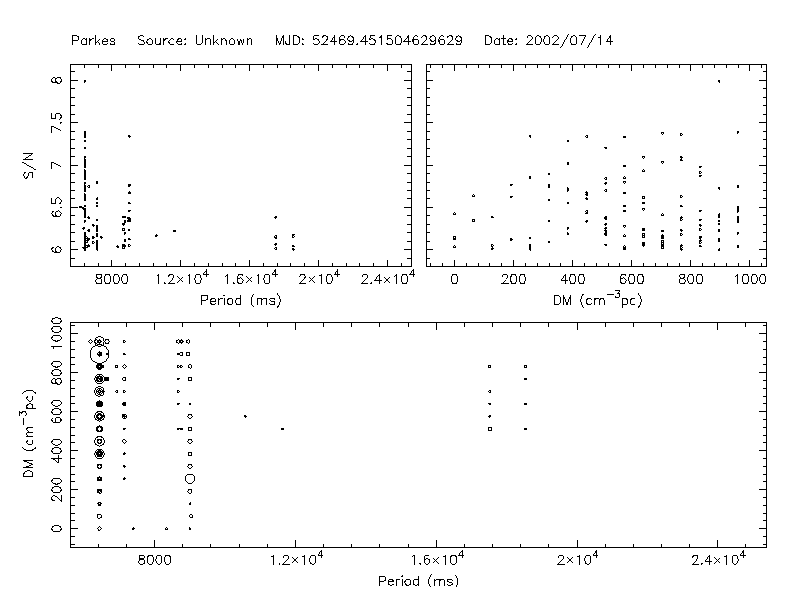 Parkes Source: Unknown MJD: 52469.451504629629 Date: 2002/07/14
S/N
8
7.5
7
6.5
6
8000 1.2×10⁴ 1.6×10⁴ 2×10⁴ 2.4×10⁴
Period (ms)
0 200 400 600 800 1000
DM (cm⁻³pc)
DM (cm⁻³pc)
1000
800
600
400
200
0
8000 1.2×10⁴ 1.6×10⁴ 2×10⁴ 2.4×10⁴
Period (ms)